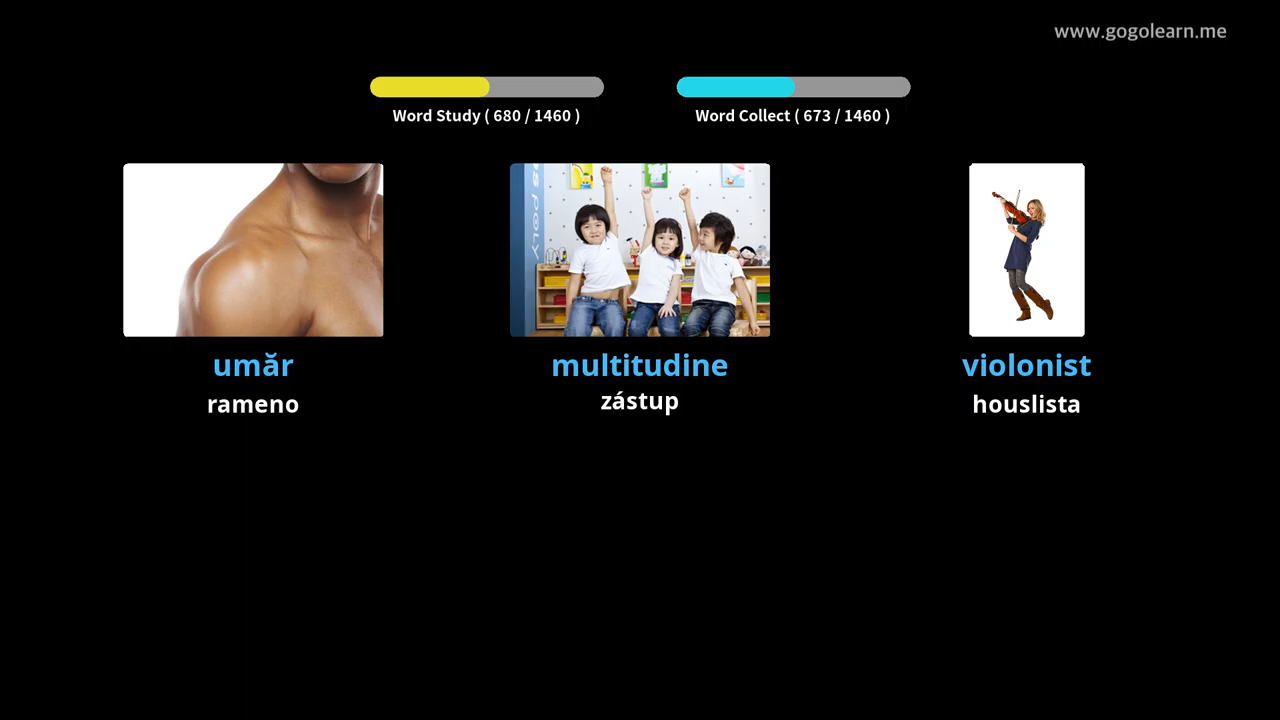 www.gogolearn.me
Word Study ( 680 / 1460 )
Word Collect ( 673 / 1460 )
umăr
multitudine
violonist
rameno
zástup
houslista